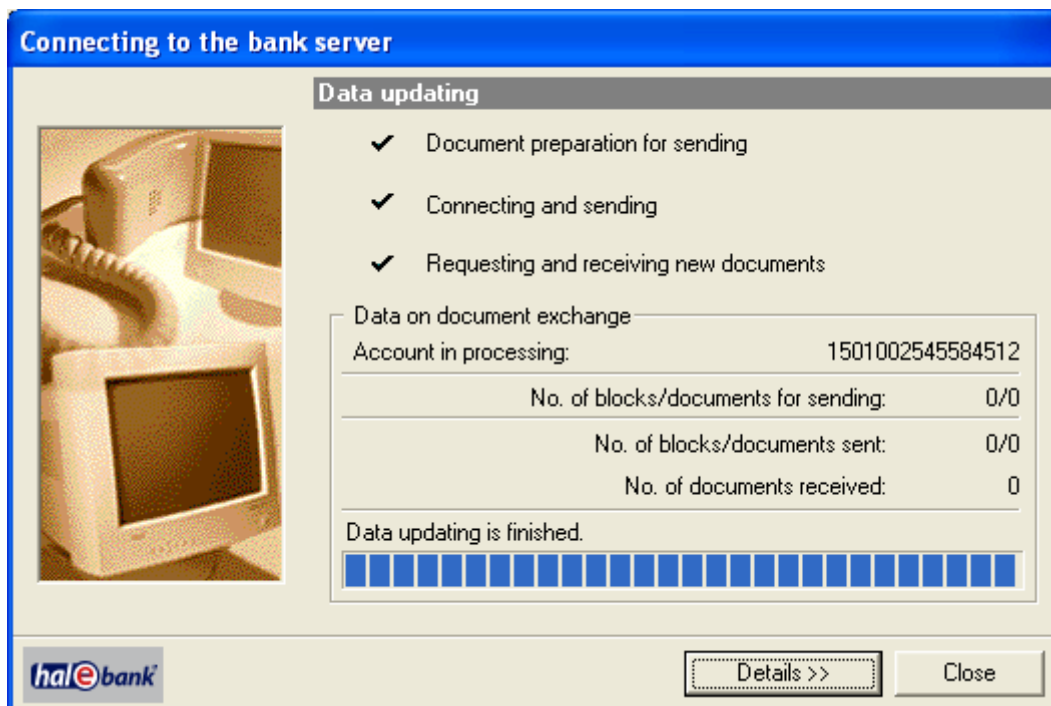 Connecting to the bank server
Data updating
Document preparation for sending
Connecting and sending
Requesting and receiving new documents
Data on document exchange
Account in processing: 1501002545584512
No. of blocks/documents for sending: 0/0
No. of blocks/documents sent: 0/0
No. of documents received: 0
Data updating is finished.
hal e bank
Details >> Close